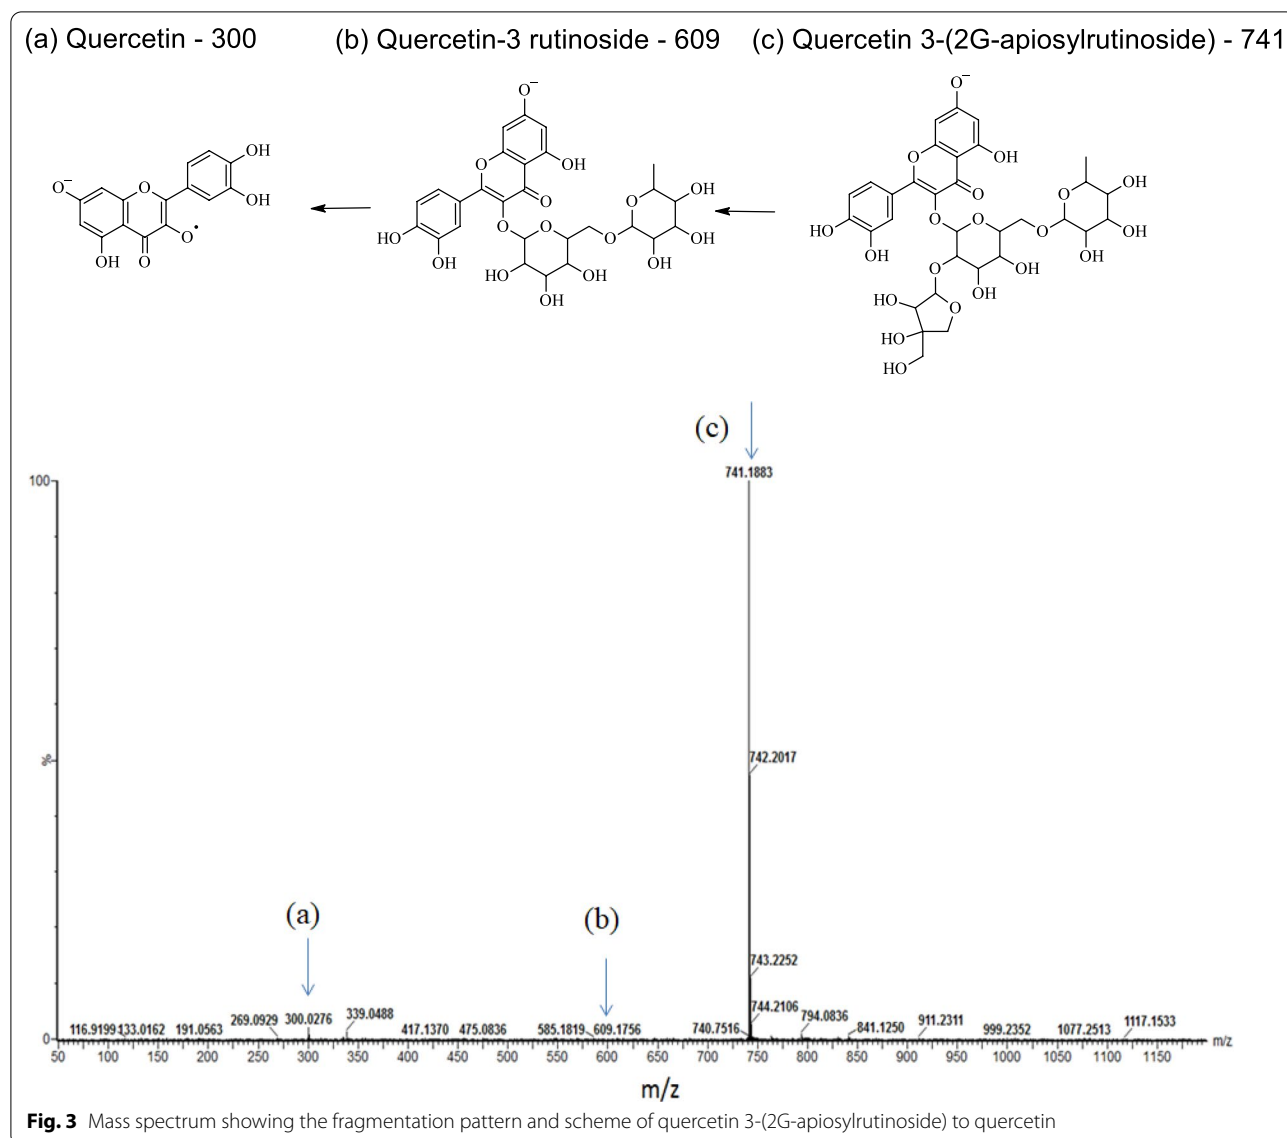 (a) Quercetin - 300 (b) Quercetin-3 rutinoside - 609 (c) Quercetin 3-(2G-apiosylrutinoside) - 741
O−
O
OH
OH
O•
O
OH
O−
OH
O
O
HO
OH
O
O
HO
OH
OH
O
O
OH
OH
OH
O−
OH
O
O
HO
OH
O
O
OH
OH
O
O
OH
OH
OH
O
HO
O
HO
HO
(c)
741.1883
100
742.2017
%
(a)
(b)
743.2252
744.2106
116.9199 133.0162 191.0563 269.0929 300.0276 339.0488 417.1370 475.0836 585.1819 609.1756 740.7516 794.0836 841.1250 911.2311 999.2352 1077.2513 1117.1533
0
m/z
50 100 150 200 250 300 350 400 450 500 550 600 650 700 750 800 850 900 950 1000 1050 1100 1150
m/z
Fig. 3 Mass spectrum showing the fragmentation pattern and scheme of quercetin 3-(2G-apiosylrutinoside) to quercetin